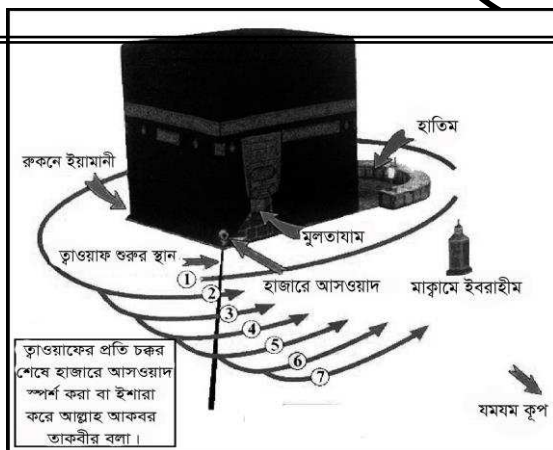 হাতিম
রুকনে ইয়ামানী
মুলতাযাম
ত্বাওয়াফ শুরুর স্থান
হাজারে আসওয়াদ
মাক্বামে ইবরাহীম
①
②
③
④
⑤
⑥
⑦
ত্বাওয়াফের প্রতি চক্কর
শেষে হাজারে আসওয়াদ
স্পর্শ করা বা ইশারা
করে আল্লাহ আকবর
তাকবীর বলা।
যমযম কূপ